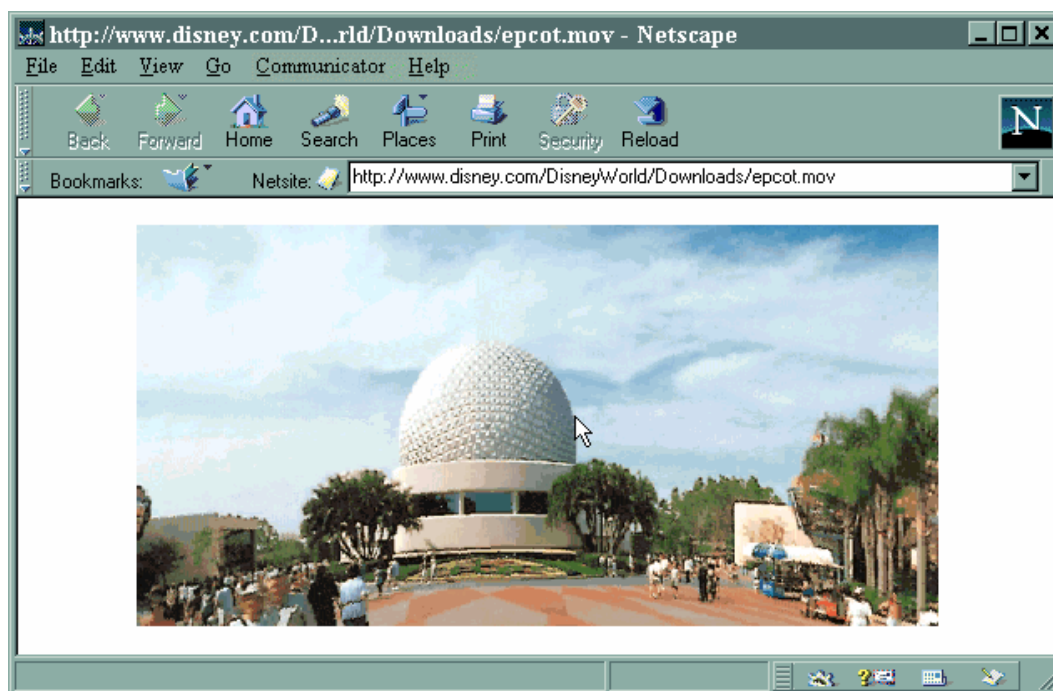 http://www.disney.com/D...rld/Downloads/epcot.mov - Netscape
File Edit View Go Communicator Help
Back Forward Home Search Places Print Security Reload
N
Bookmarks: Netsite: http://www.disney.com/DisneyWorld/Downloads/epcot.mov